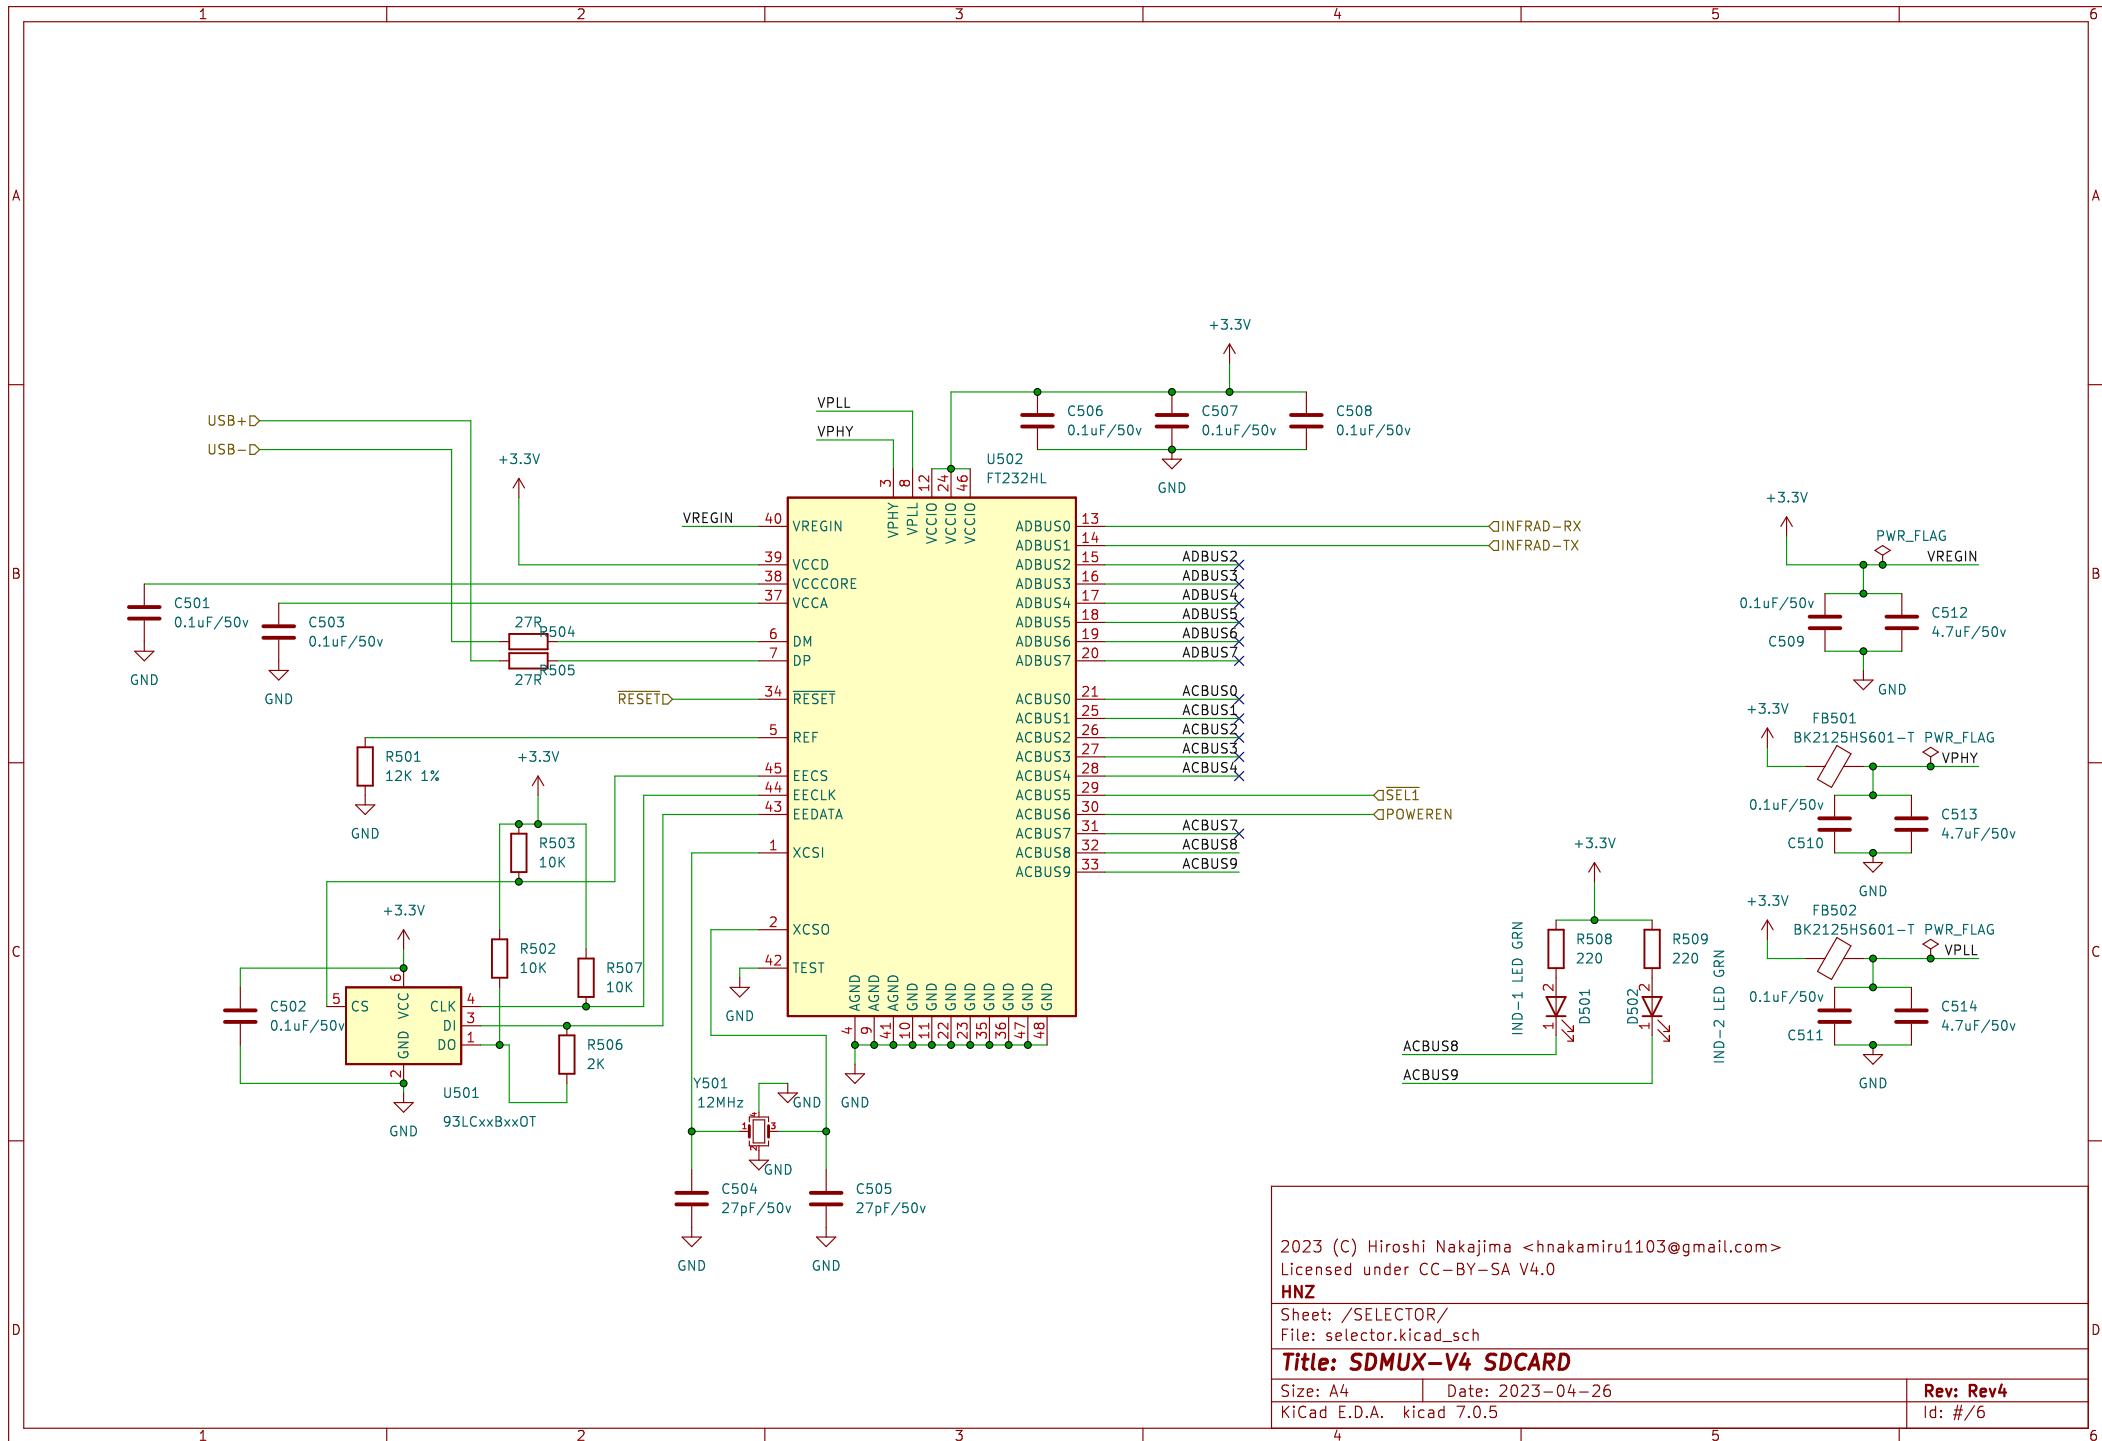 1 2 3 4 5 6
A A
+3.3V
VPLL
VPHY
USB+
USB-
C506
0.1uF/50v
C507
0.1uF/50v
C508
0.1uF/50v
GND
+3.3V
U502
FT232HL
3 8 12 24 46
VPHY VPLL VCCIO VCCIO VCCIO
VREGIN 40 VREGIN
39 VCCD
38 VCCCORE
37 VCCA
6 DM
7 DP
RESET 34 RESET
5 REF
45 EECS
44 EECLK
43 EEDATA
1 XCSI
2 XCSO
42 TEST
ADBUS0 13 INFRAD-RX
ADBUS1 14 INFRAD-TX
ADBUS2 15 ADBUS2
ADBUS3 16 ADBUS3
ADBUS4 17 ADBUS4
ADBUS5 18 ADBUS5
ADBUS6 19 ADBUS6
ADBUS7 20 ADBUS7
ACBUS0 21 ACBUS0
ACBUS1 25 ACBUS1
ACBUS2 26 ACBUS2
ACBUS3 27 ACBUS3
ACBUS4 28 ACBUS4
ACBUS5 29 SEL1
ACBUS6 30 POWEREN
ACBUS7 31 ACBUS7
ACBUS8 32 ACBUS8
ACBUS9 33 ACBUS9
AGND AGND AGND GND GND GND GND GND GND GND GND
4 9 41 10 11 22 23 35 36 47 48
GND
GND
B B
C501
0.1uF/50v
GND
C503
0.1uF/50v
GND
27R
R504
R505
27R
R501
12K 1%
GND
+3.3V
R503
10K
R502
10K
R507
10K
C C
+3.3V
C502
0.1uF/50v
6
5 CS VCC CLK 4
DI 3
GND DO 1
2
R506
2K
U501
93LCxxBxxOT
GND
Y501
12MHz
GND
4
1 3
2
GND
C504
27pF/50v
GND
C505
27pF/50v
GND
+3.3V
PWR_FLAG
VREGIN
0.1uF/50v
C509
C512
4.7uF/50v
GND
+3.3V
FB501
BK2125HS601-T PWR_FLAG
VPHY
0.1uF/50v
C510
C513
4.7uF/50v
GND
+3.3V
FB502
BK2125HS601-T PWR_FLAG
VPLL
0.1uF/50v
C511
C514
4.7uF/50v
GND
+3.3V
R508
220
R509
220
IND-1 LED GRN
2
1
D501
D502
2
1
IND-2 LED GRN
ACBUS8
ACBUS9
D D
2023 (C) Hiroshi Nakajima <hnakamiru1103@gmail.com>
Licensed under CC-BY-SA V4.0
HNZ
Sheet: /SELECTOR/
File: selector.kicad_sch
Title: SDMUX-V4 SDCARD
Size: A4 Date: 2023-04-26 Rev: Rev4
KiCad E.D.A. kicad 7.0.5 Id: #/6
1 2 3 4 5 6